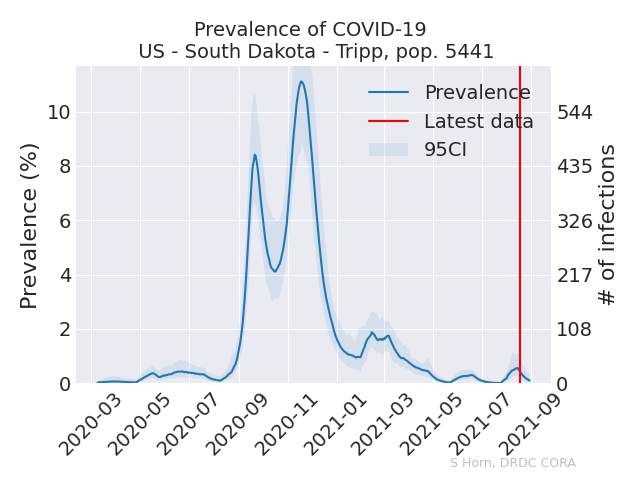 Prevalence of COVID-19
US - South Dakota - Tripp, pop. 5441
Prevalence
Latest data
95CI
Prevalence (%)
10
8
6
4
2
0
544
435
326
217
108
0
# of infections
2020-03
2020-05
2020-07
2020-09
2020-11
2021-01
2021-03
2021-05
2021-07
2021-09
S Horn, DRDC CORA